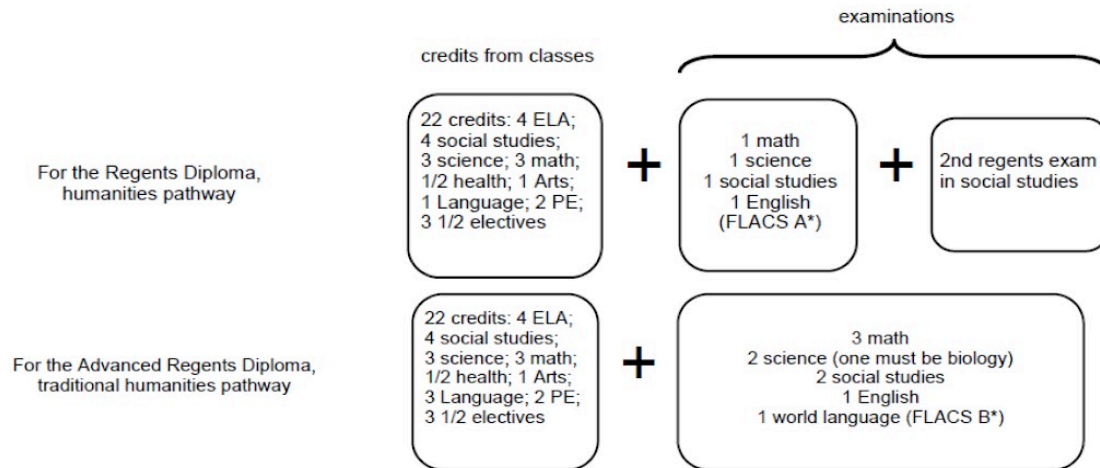 examinations
credits from classes
For the Regents Diploma,
humanities pathway
22 credits: 4 ELA;
4 social studies;
3 science; 3 math;
1/2 health; 1 Arts;
1 Language; 2 PE;
3 1/2 electives
+
1 math
1 science
1 social studies
1 English
(FLACS A*)
+
2nd regents exam
in social studies
For the Advanced Regents Diploma,
traditional humanities pathway
22 credits: 4 ELA;
4 social studies;
3 science; 3 math;
1/2 health; 1 Arts;
3 Language; 2 PE;
3 1/2 electives
+
3 math
2 science (one must be biology)
2 social studies
1 English
1 world language (FLACS B*)